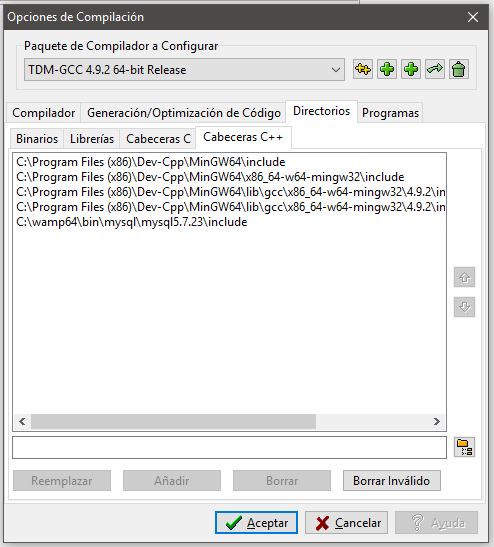 Opciones de Compilación
Paquete de Compilador a Configurar
TDM-GCC 4.9.2 64-bit Release
Compilador Generación/Optimización de Código Directorios Programas
Binarios Librerías Cabeceras C Cabeceras C++
C:\Program Files (x86)\Dev-Cpp\MinGW64\include
C:\Program Files (x86)\Dev-Cpp\MinGW64\x86_64-w64-mingw32\include
C:\Program Files (x86)\Dev-Cpp\MinGW64\lib\gcc\x86_64-w64-mingw32\4.9.2\in
C:\Program Files (x86)\Dev-Cpp\MinGW64\lib\gcc\x86_64-w64-mingw32\4.9.2\in
C:\wamp64\bin\mysql\mysql5.7.23\include
Reemplazar Añadir Borrar Borrar Inválido
Aceptar Cancelar Ayuda